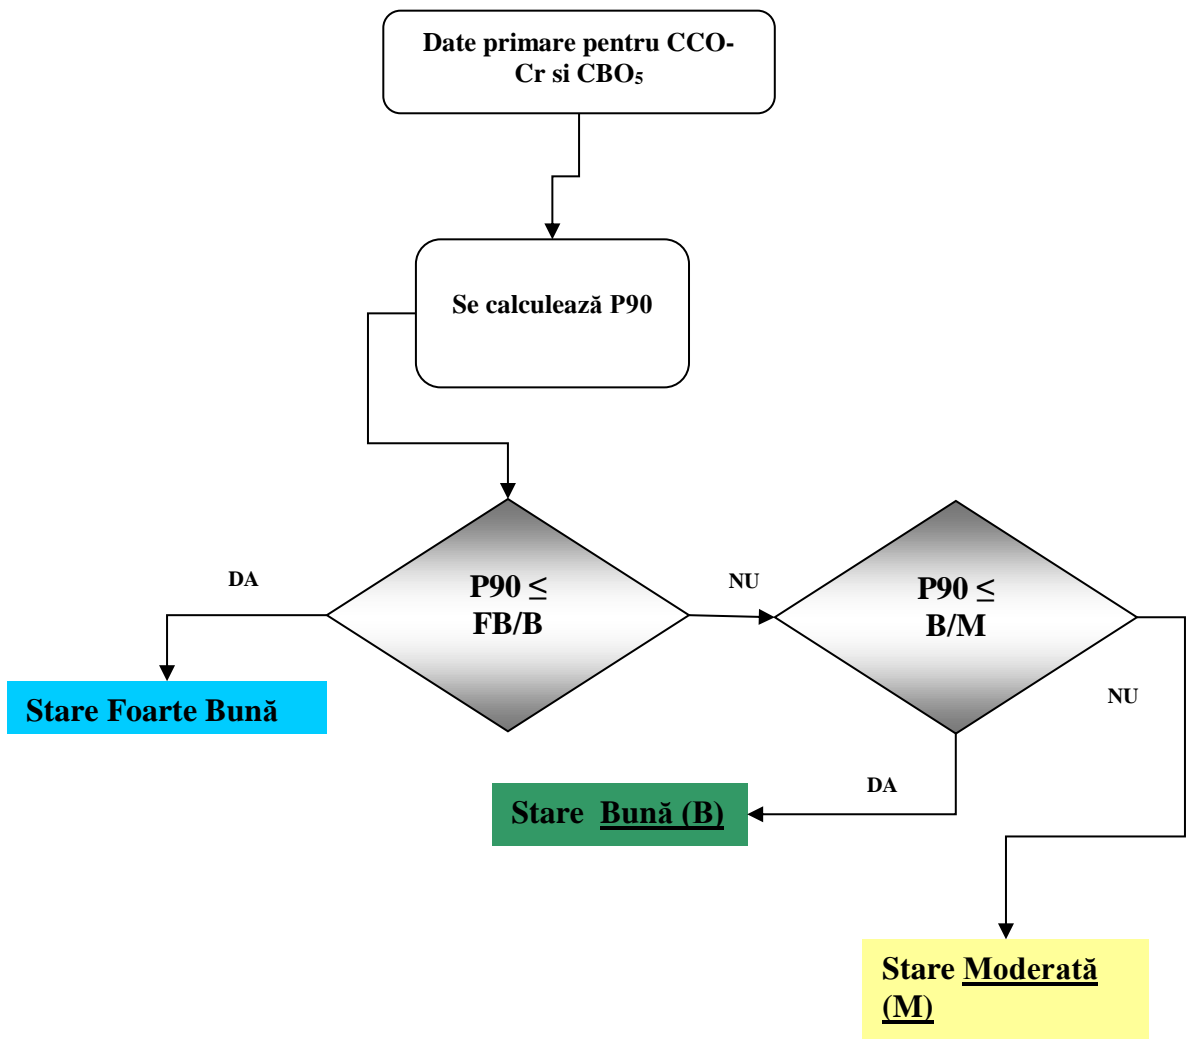 Date primare pentru CCO-
Cr si CBO₅
Se calculează P90
DA
P90 ≤
FB/B
NU
P90 ≤
B/M
Stare Foarte Bună
NU
DA
Stare Bună (B)
Stare Moderată
(M)